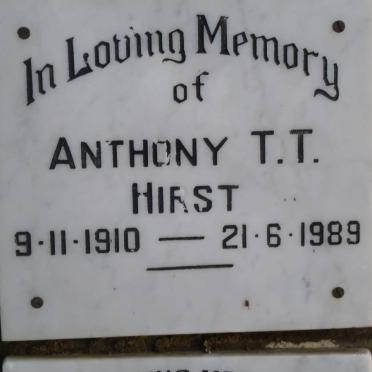 In Loving Memory
of
ANTHONY T.T.
HIRST
9·11·1910 — 21·6·1989